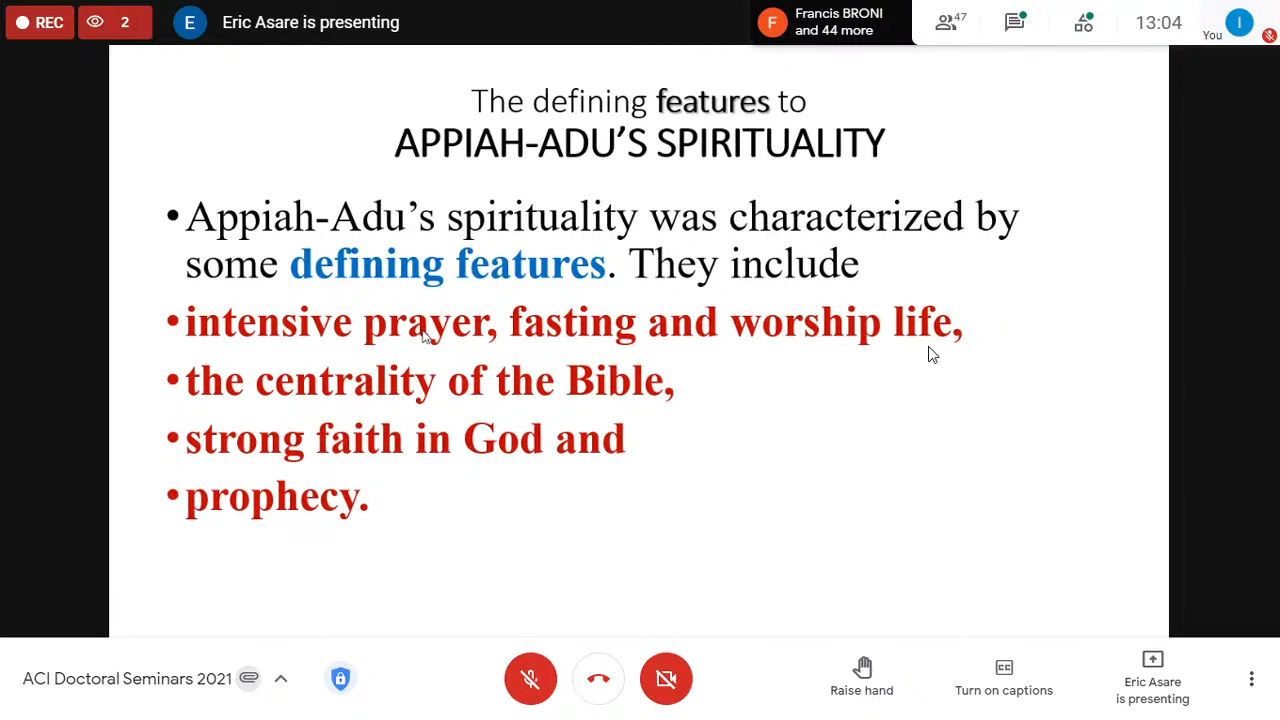 REC
2
E
Eric Asare is presenting
F
Francis BRONI
and 44 more
47
13:04
You
I
The defining features to
APPIAH-ADU’S SPIRITUALITY
• Appiah-Adu’s spirituality was characterized by
some defining features. They include
• intensive prayer, fasting and worship life,
• the centrality of the Bible,
• strong faith in God and
• prophecy.
ACI Doctoral Seminars 2021
Raise hand
CC
Turn on captions
Eric Asare
is presenting